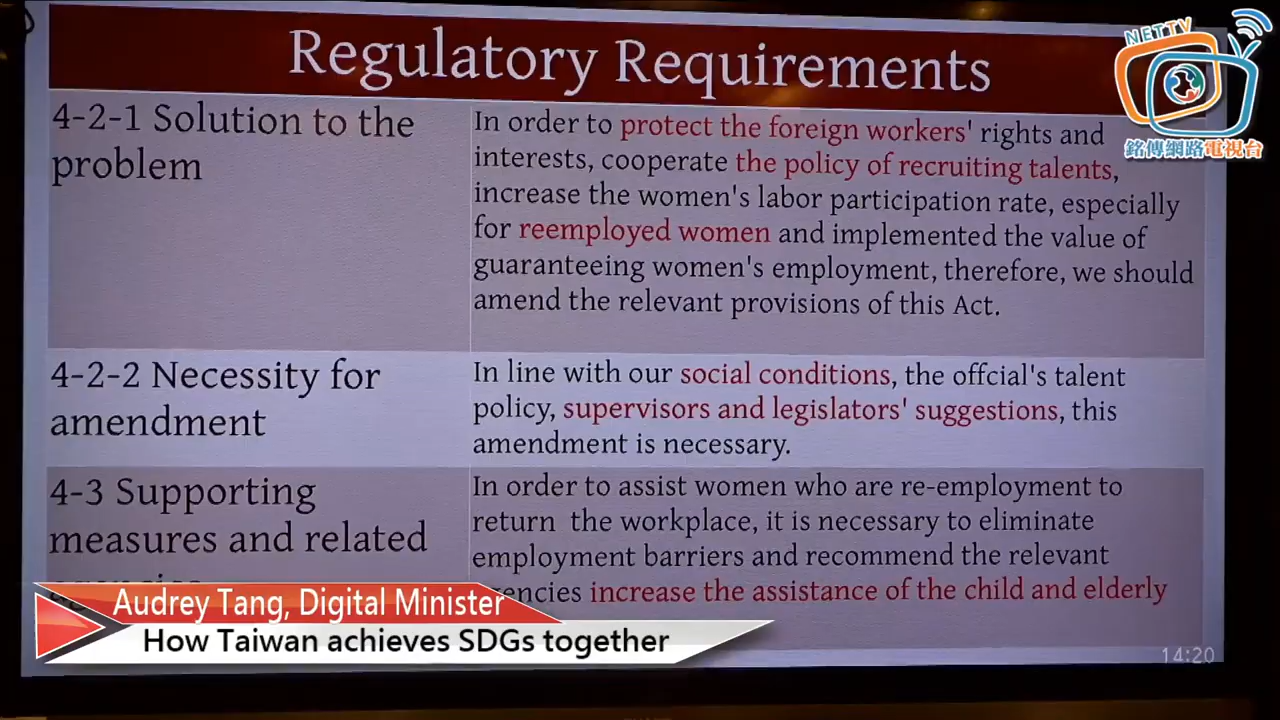 Regulatory Requirements
4-2-1 Solution to the
problem
In order to protect the foreign workers' rights and
interests, cooperate the policy of recruiting talents,
increase the women's labor participation rate, especially
for reemployed women and implemented the value of
guaranteeing women's employment, therefore, we should
amend the relevant provisions of this Act.
4-2-2 Necessity for
amendment
In line with our social conditions, the offcial's talent
policy, supervisors and legislators' suggestions, this
amendment is necessary.
4-3 Supporting
measures and related
In order to assist women who are re-employment to
return the workplace, it is necessary to eliminate
employment barriers and recommend the relevant
increase the assistance of the child and elderly
NETTV
銘傳網路電視台
Audrey Tang, Digital Minister
How Taiwan achieves SDGs together
14:20